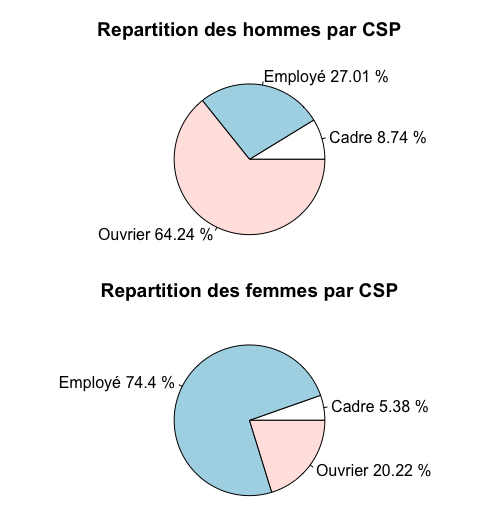 Repartition des hommes par CSP
Employé 27.01 %
Cadre 8.74 %
Ouvrier 64.24 %
Repartition des femmes par CSP
Employé 74.4 %
Cadre 5.38 %
Ouvrier 20.22 %